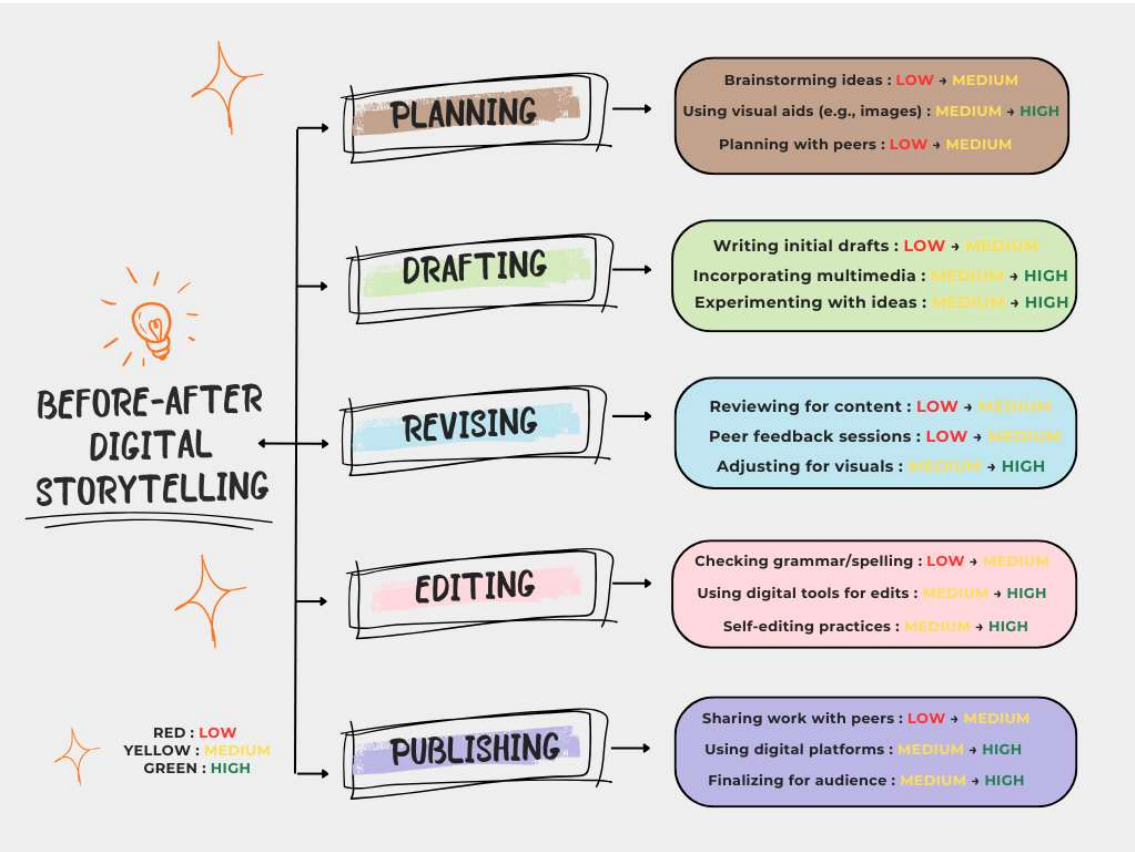 BEFORE-AFTER
DIGITAL
STORYTELLING
PLANNING
Brainstorming ideas : LOW → MEDIUM
Using visual aids (e.g., images) : MEDIUM → HIGH
Planning with peers : LOW → MEDIUM
DRAFTING
Writing initial drafts : LOW → MEDIUM
Incorporating multimedia : MEDIUM → HIGH
Experimenting with ideas : MEDIUM → HIGH
REVISING
Reviewing for content : LOW → MEDIUM
Peer feedback sessions : LOW → MEDIUM
Adjusting for visuals : MEDIUM → HIGH
EDITING
Checking grammar/spelling : LOW → MEDIUM
Using digital tools for edits : MEDIUM → HIGH
Self-editing practices : MEDIUM → HIGH
PUBLISHING
Sharing work with peers : LOW → MEDIUM
Using digital platforms : MEDIUM → HIGH
Finalizing for audience : MEDIUM → HIGH
RED : LOW
YELLOW : MEDIUM
GREEN : HIGH